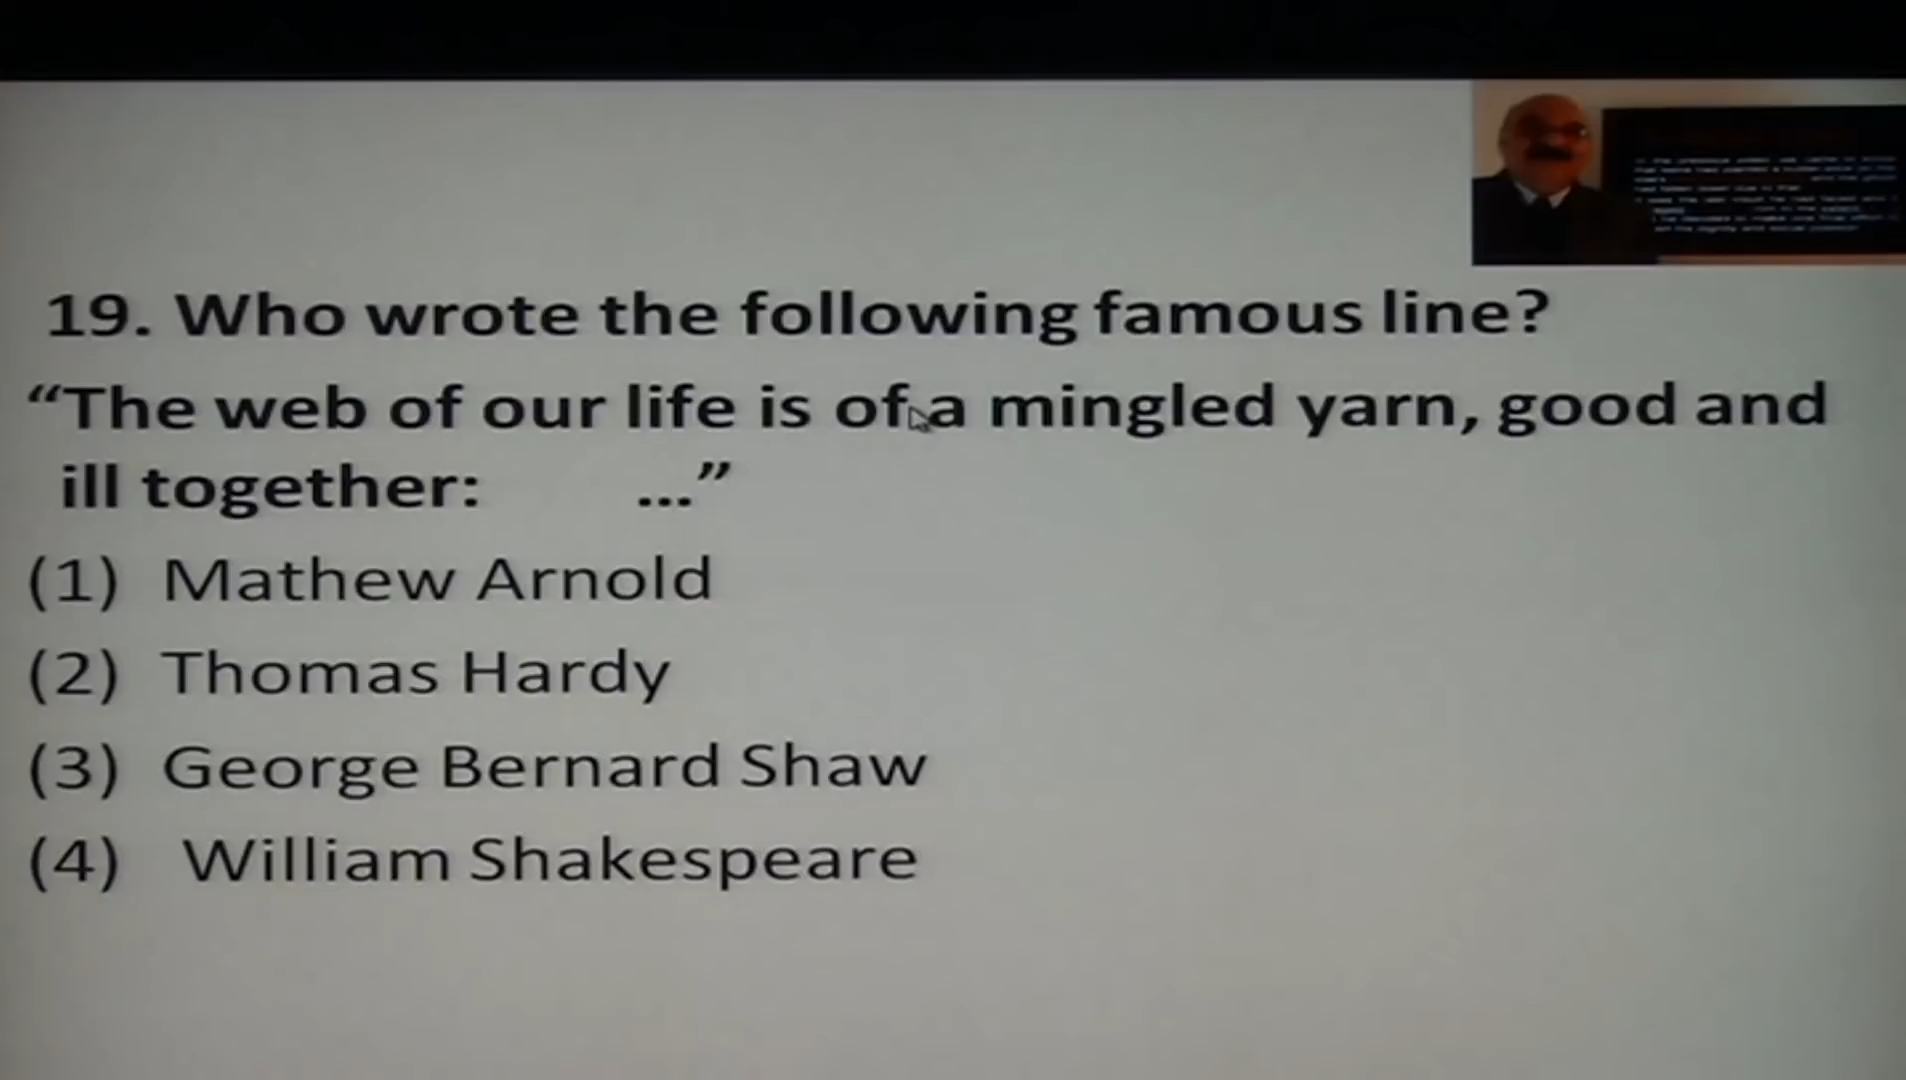 19. Who wrote the following famous line?
“The web of our life is of a mingled yarn, good and
ill together: ...”
(1) Mathew Arnold
(2) Thomas Hardy
(3) George Bernard Shaw
(4) William Shakespeare